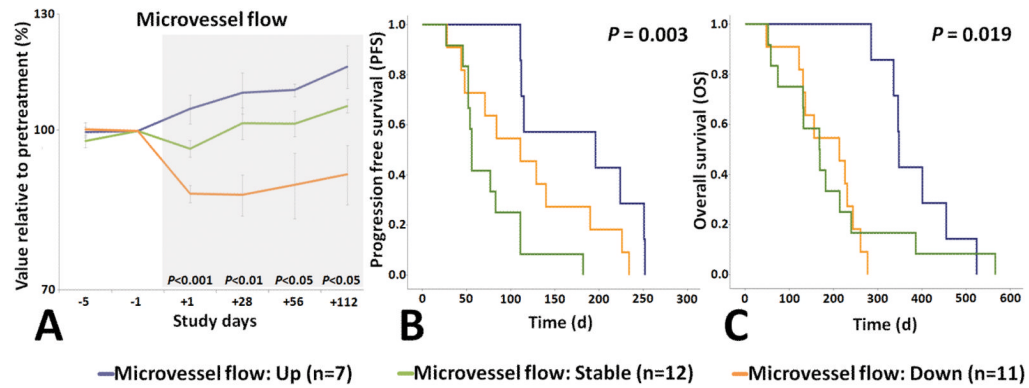 Microvessel flow
Value relative to pretreatment (%)
130
100
70
P<0.001 P<0.01 P<0.05 P<0.05
-5 -1 +1 +28 +56 +112
Study days
A
P = 0.003
Progression free survival (PFS)
1.0
0.8
0.6
0.4
0.2
0.0
0 50 100 150 200 250 300
Time (d)
B
P = 0.019
Overall survival (OS)
1.0
0.8
0.6
0.4
0.2
0.0
0 100 200 300 400 500 600
Time (d)
C
Microvessel flow: Up (n=7) Microvessel flow: Stable (n=12) Microvessel flow: Down (n=11)